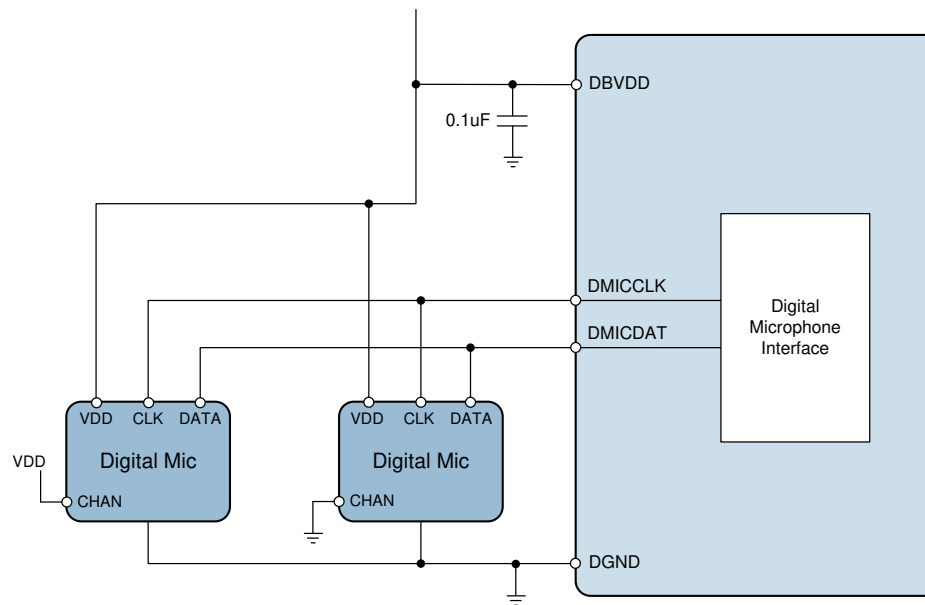 DBVDD
0.1uF
DMICCLK
DMICDAT
Digital
Microphone
Interface
VDD CLK DATA
Digital Mic
VDD
CHAN
VDD CLK DATA
Digital Mic
CHAN
DGND